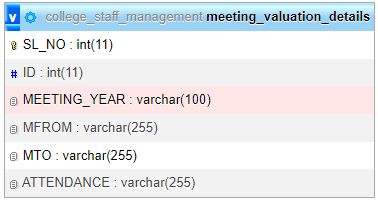 v college_staff_management meeting_valuation_details
SL_NO : int(11)
# ID : int(11)
MEETING_YEAR : varchar(100)
MFROM : varchar(255)
MTO : varchar(255)
ATTENDANCE : varchar(255)